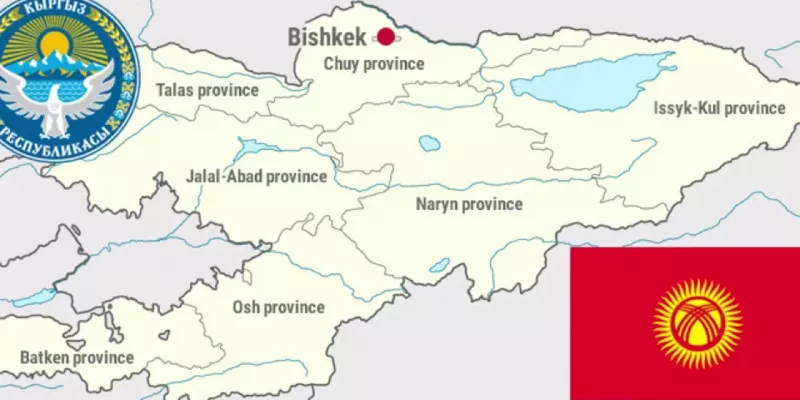 КЫРГЫЗ
РЕСПУБЛИКАСЫ
Bishkek
Chuy province
Talas province
Issyk-Kul province
Jalal-Abad province
Naryn province
Osh province
Batken province